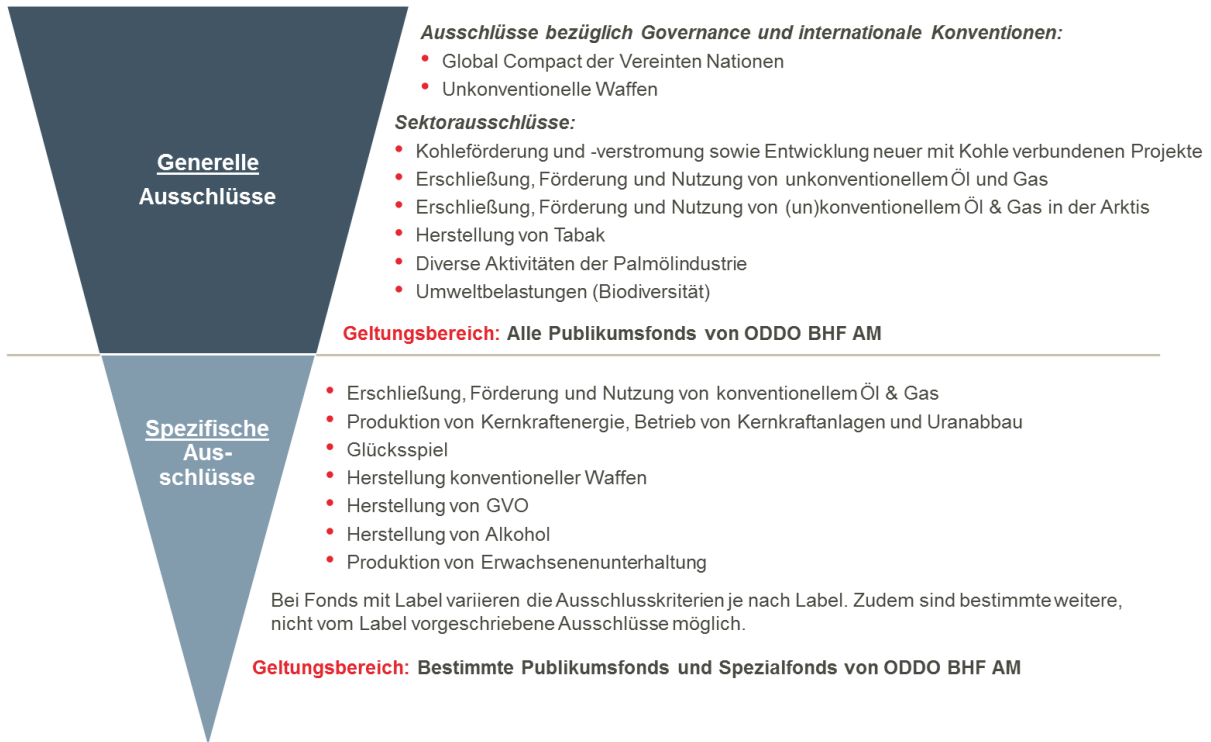 Ausschlüsse bezüglich Governance und internationale Konventionen:
• Global Compact der Vereinten Nationen
• Unkonventionelle Waffen
Generelle
Ausschlüsse
Sektorausschlüsse:
• Kohleförderung und -verstromung sowie Entwicklung neuer mit Kohle verbundenen Projekte
• Erschließung, Förderung und Nutzung von unkonventionellem Öl und Gas
• Erschließung, Förderung und Nutzung von (un)konventionellem Öl & Gas in der Arktis
• Herstellung von Tabak
• Diverse Aktivitäten der Palmölindustrie
• Umweltbelastungen (Biodiversität)
Geltungsbereich: Alle Publikumsfonds von ODDO BHF AM
Spezifische
Aus-
schlüsse
• Erschließung, Förderung und Nutzung von konventionellem Öl & Gas
• Produktion von Kernkraftenergie, Betrieb von Kernkraftanlagen und Uranabbau
• Glücksspiel
• Herstellung konventioneller Waffen
• Herstellung von GVO
• Herstellung von Alkohol
• Produktion von Erwachsenenunterhaltung
Bei Fonds mit Label variieren die Ausschlusskriterien je nach Label. Zudem sind bestimmte weitere,
nicht vom Label vorgeschriebene Ausschlüsse möglich.
Geltungsbereich: Bestimmte Publikumsfonds und Spezialfonds von ODDO BHF AM